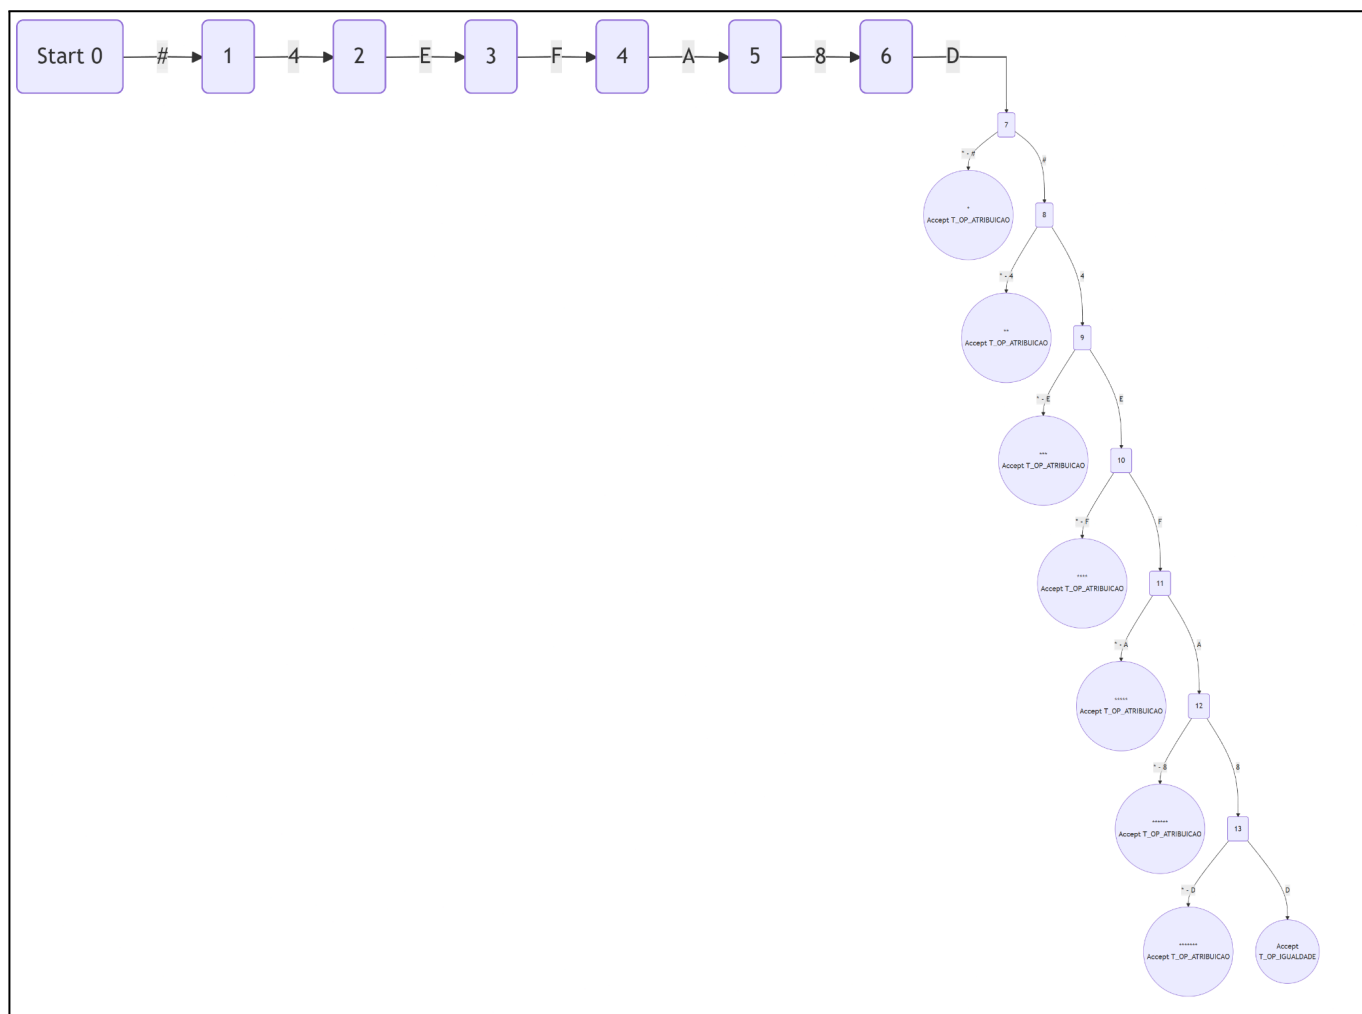 Start 0 # 1 4 2 E 3 F 4 A 5 8 6 D
7
* - # #
*
Accept T_OP_ATRIBUICAO
8
* - 4 4
**
Accept T_OP_ATRIBUICAO
9
* - E E
***
Accept T_OP_ATRIBUICAO
10
* - F F
****
Accept T_OP_ATRIBUICAO
11
* - A A
*****
Accept T_OP_ATRIBUICAO
12
* - 8 8
******
Accept T_OP_ATRIBUICAO
13
* - D D
*******
Accept T_OP_ATRIBUICAO
Accept
T_OP_IGUALDADE